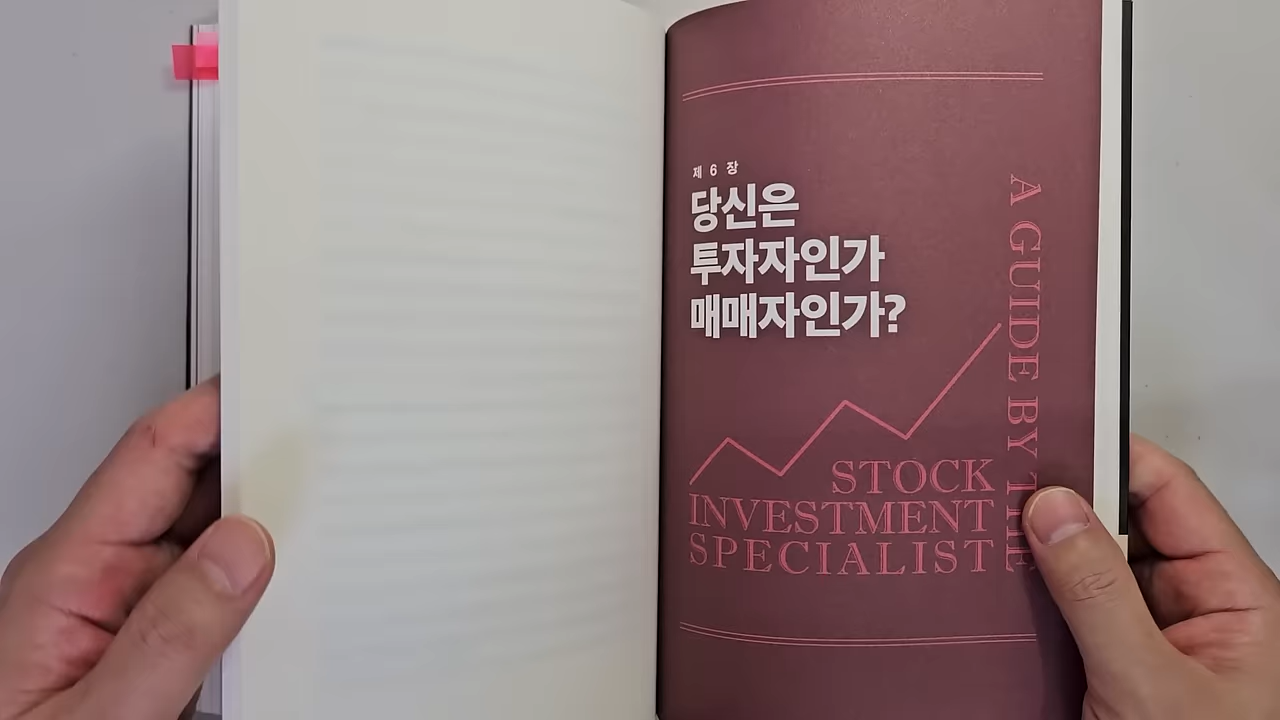 제 6 장
당신은
투자자인가
매매자인가?
A GUIDE BY THE
STOCK
INVESTMENT
SPECIALIST